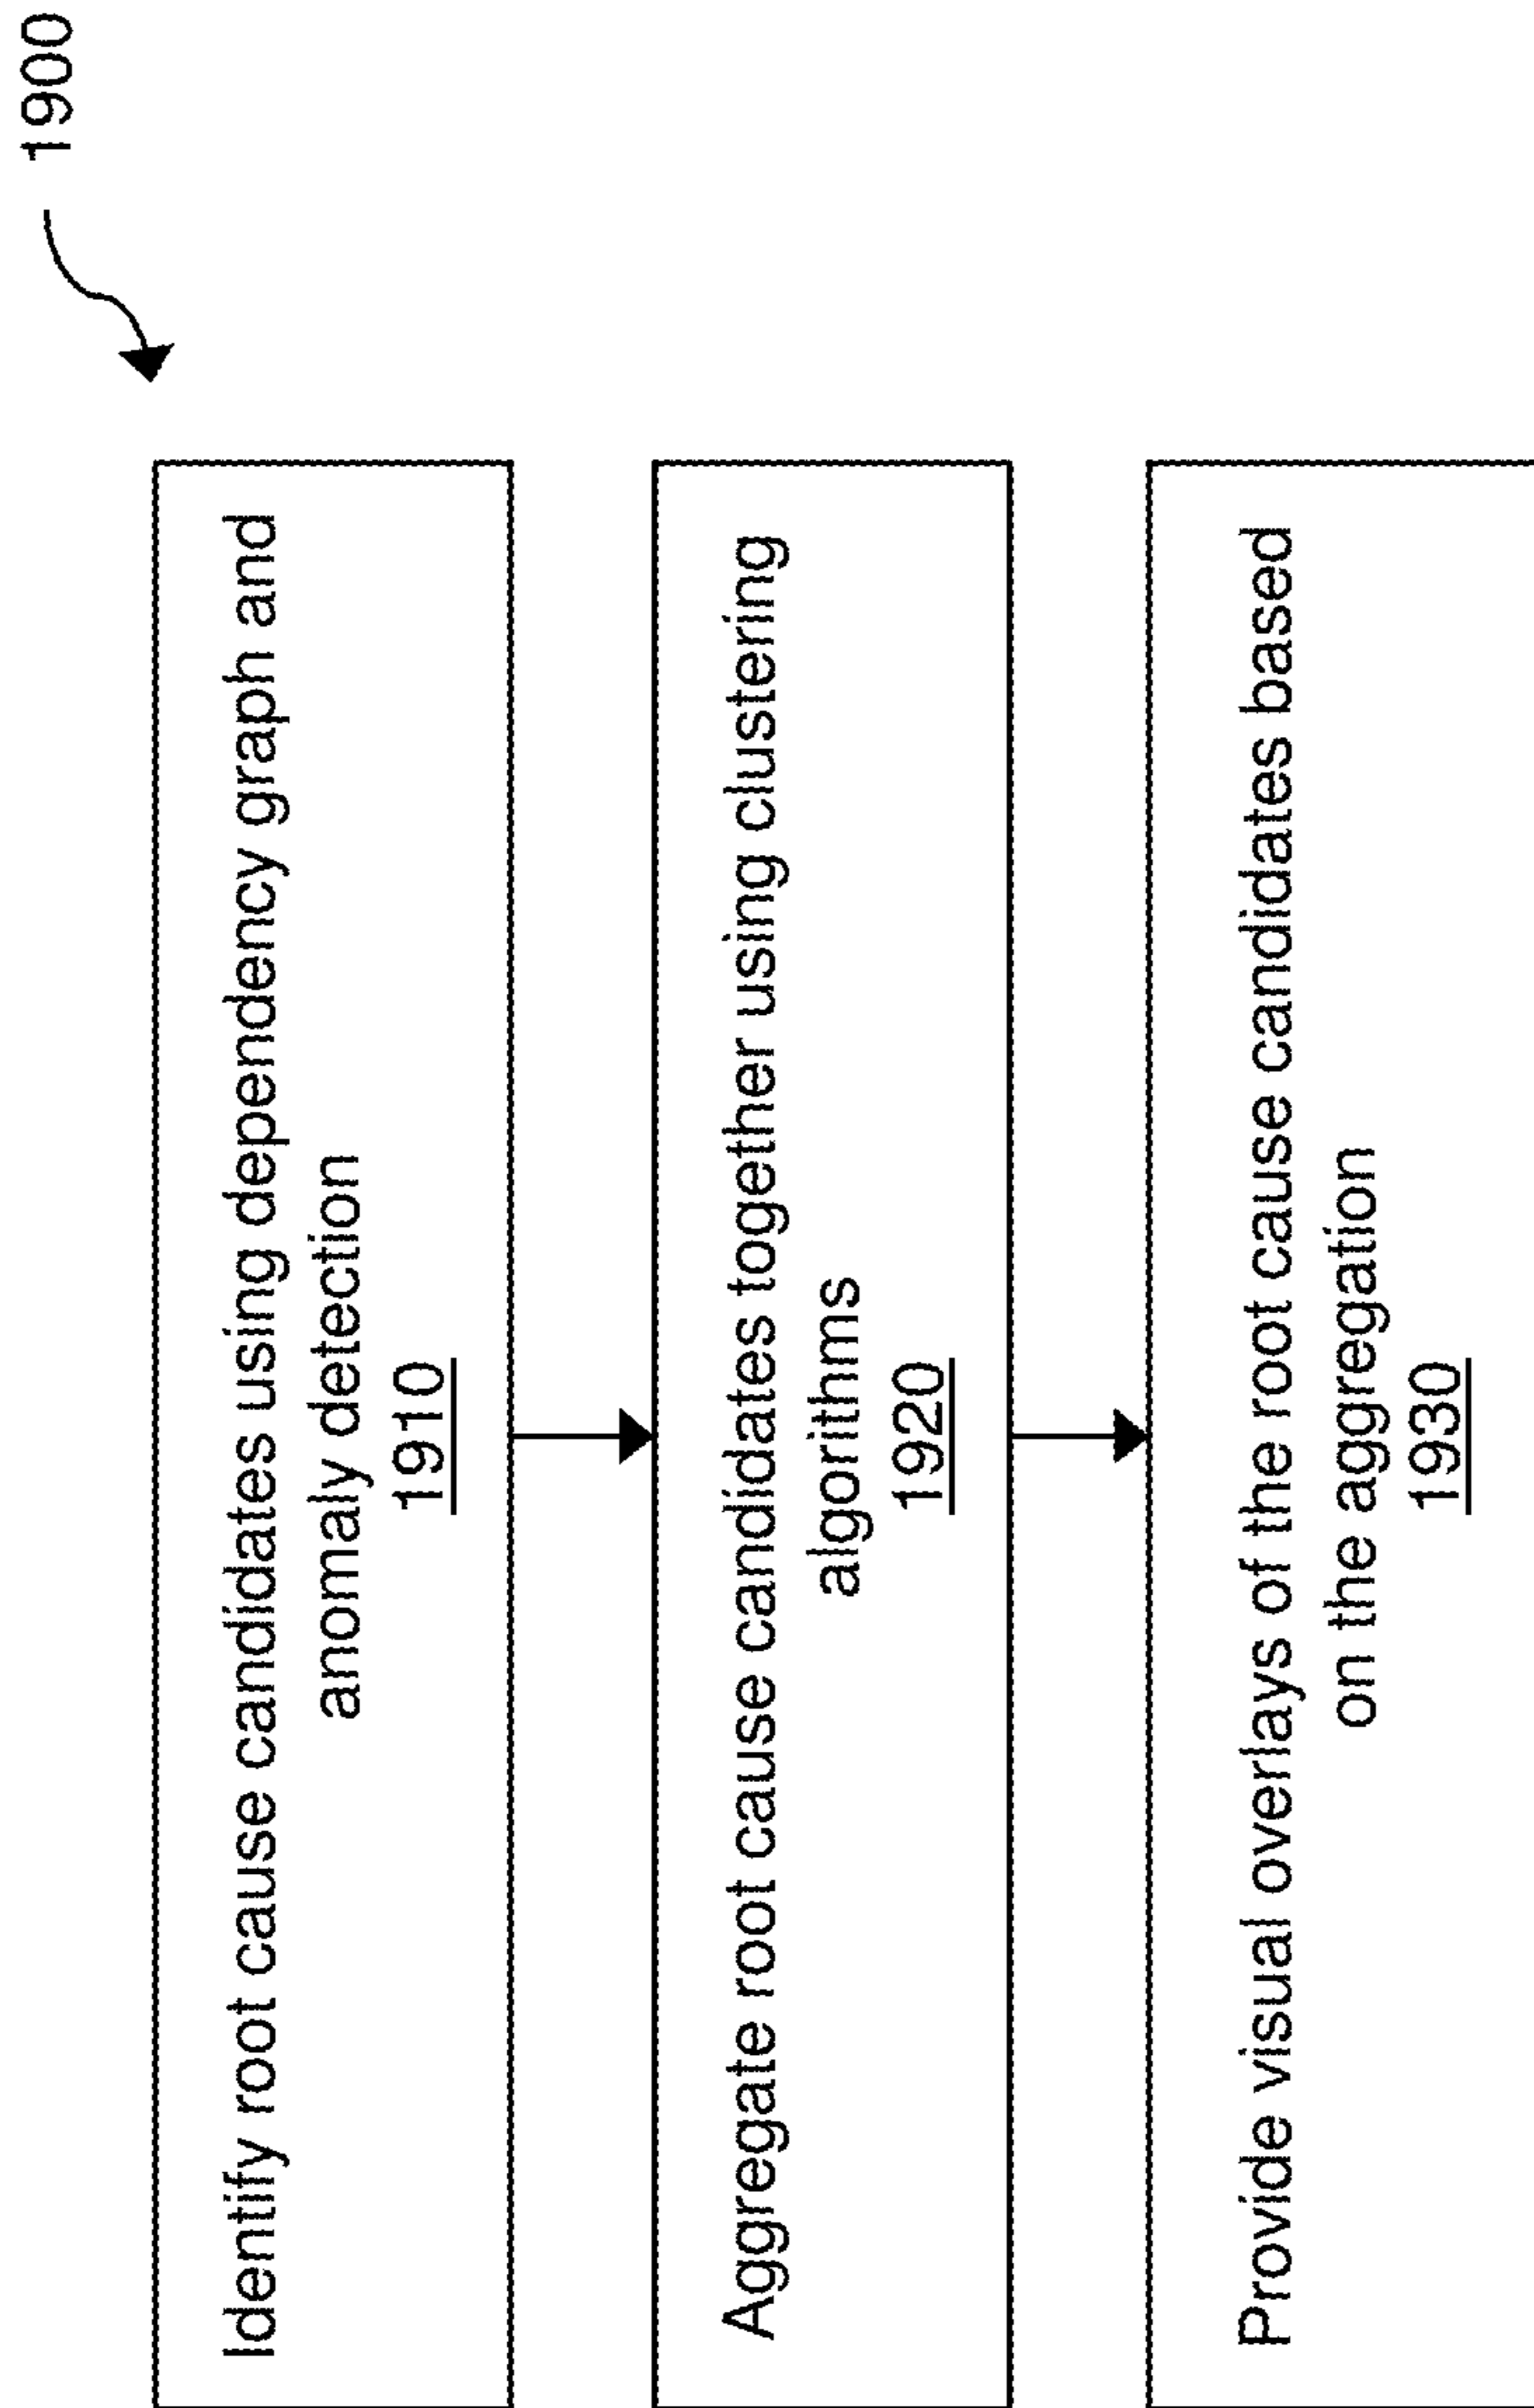 1900
Identify root cause candidates using dependency graph and
anomaly detection
1910
Aggregate root cause candidates together using clustering
algorithms
1920
Provide visual overlays of the root cause candidates based
on the aggregation
1930